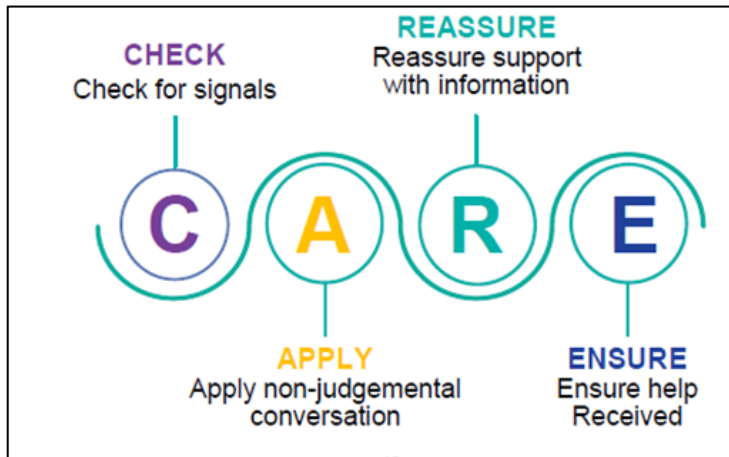 CHECK
Check for signals
REASSURE
Reassure support
with information
C
A
R
E
APPLY
Apply non-judgemental
conversation
ENSURE
Ensure help
Received